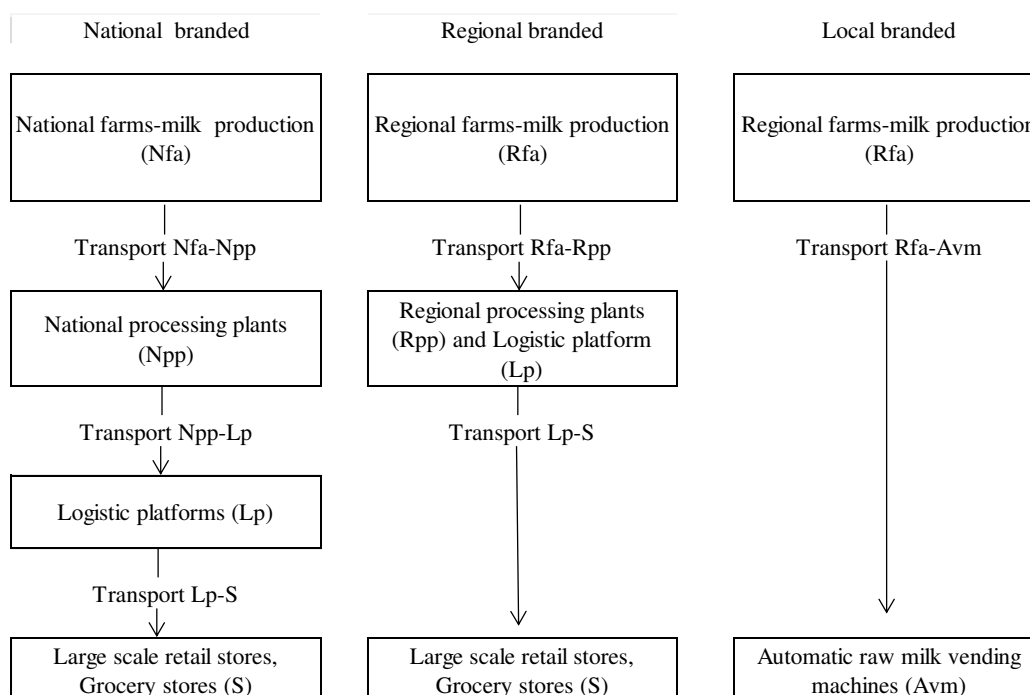 National branded
National farms-milk production
(Nfa)
Transport Nfa-Npp
National processing plants
(Npp)
Transport Npp-Lp
Logistic platforms (Lp)
Transport Lp-S
Large scale retail stores,
Grocery stores (S)
Regional branded
Regional farms-milk production
(Rfa)
Transport Rfa-Rpp
Regional processing plants
(Rpp) and Logistic platform
(Lp)
Transport Lp-S
Large scale retail stores,
Grocery stores (S)
Local branded
Regional farms-milk production
(Rfa)
Transport Rfa-Avm
Automatic raw milk vending
machines (Avm)